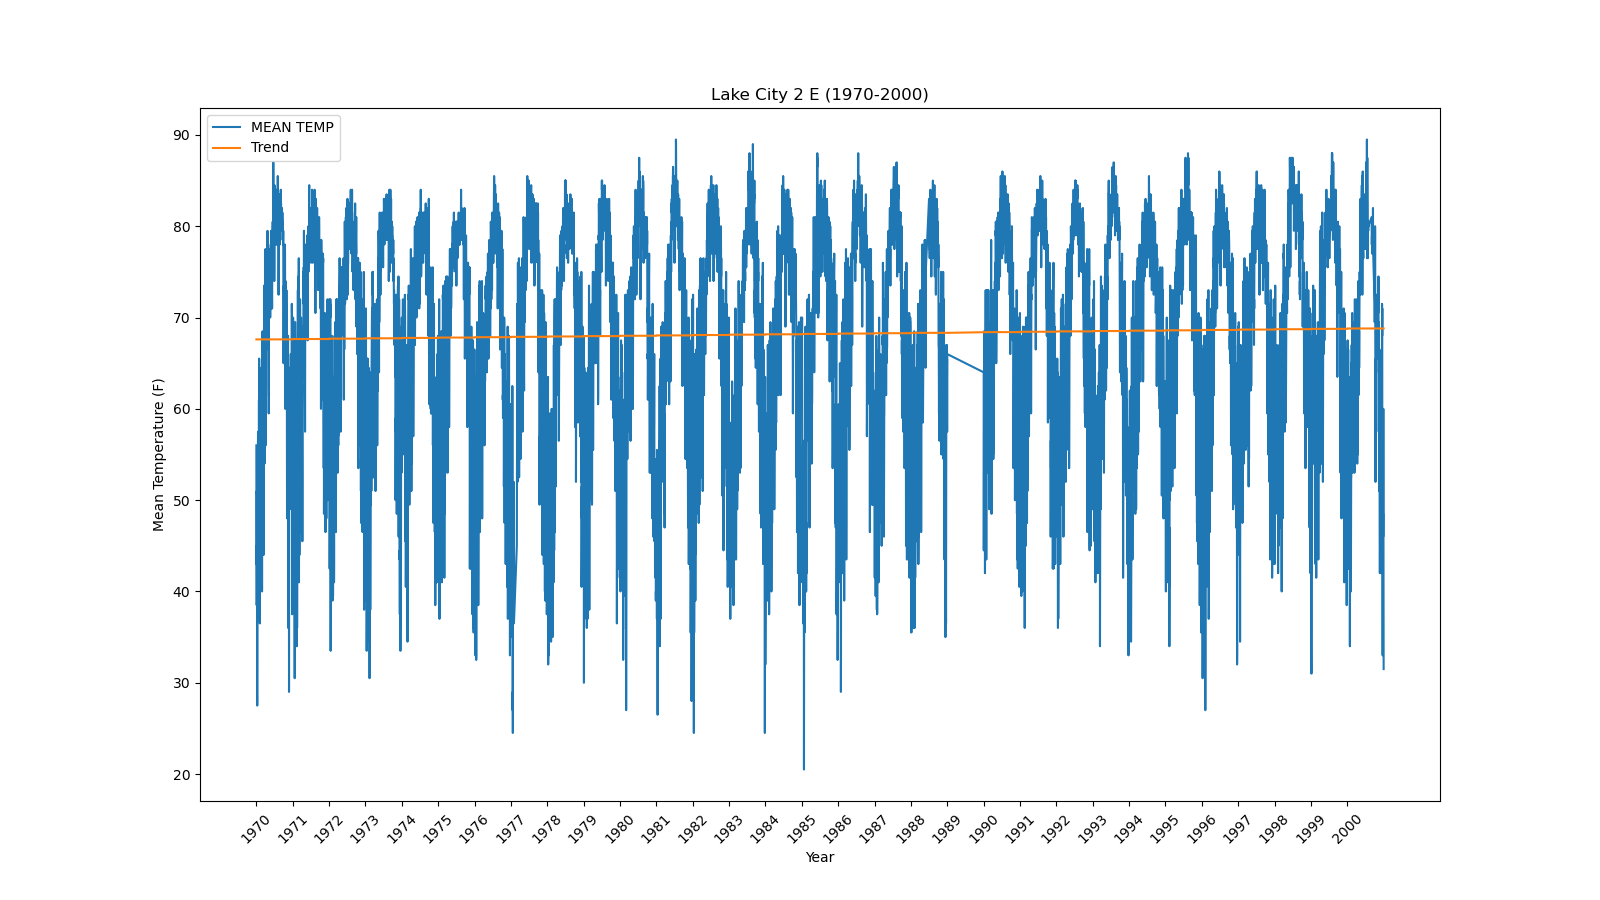 Lake City 2 E (1970-2000)
MEAN TEMP
Trend
90
80
70
60
50
40
30
20
Mean Temperature (F)
1970 1971 1972 1973 1974 1975 1976 1977 1978 1979 1980 1981 1982 1983 1984 1985 1986 1987 1988 1989 1990 1991 1992 1993 1994 1995 1996 1997 1998 1999 2000
Year